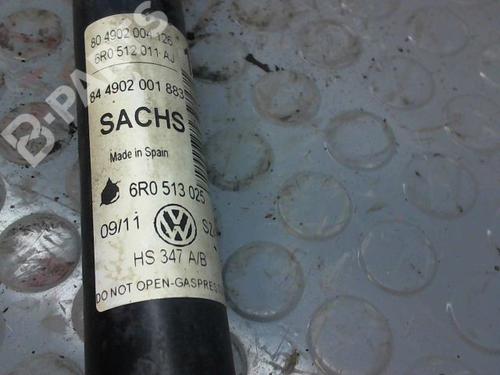 80 4902 004 126
6R0 512 011 AJ
84 4902 001 883
SACHS
Made in Spain
6R0 513 025
09/11
HS 347 A/B
DO NOT OPEN-GASPRES
B-PARTS